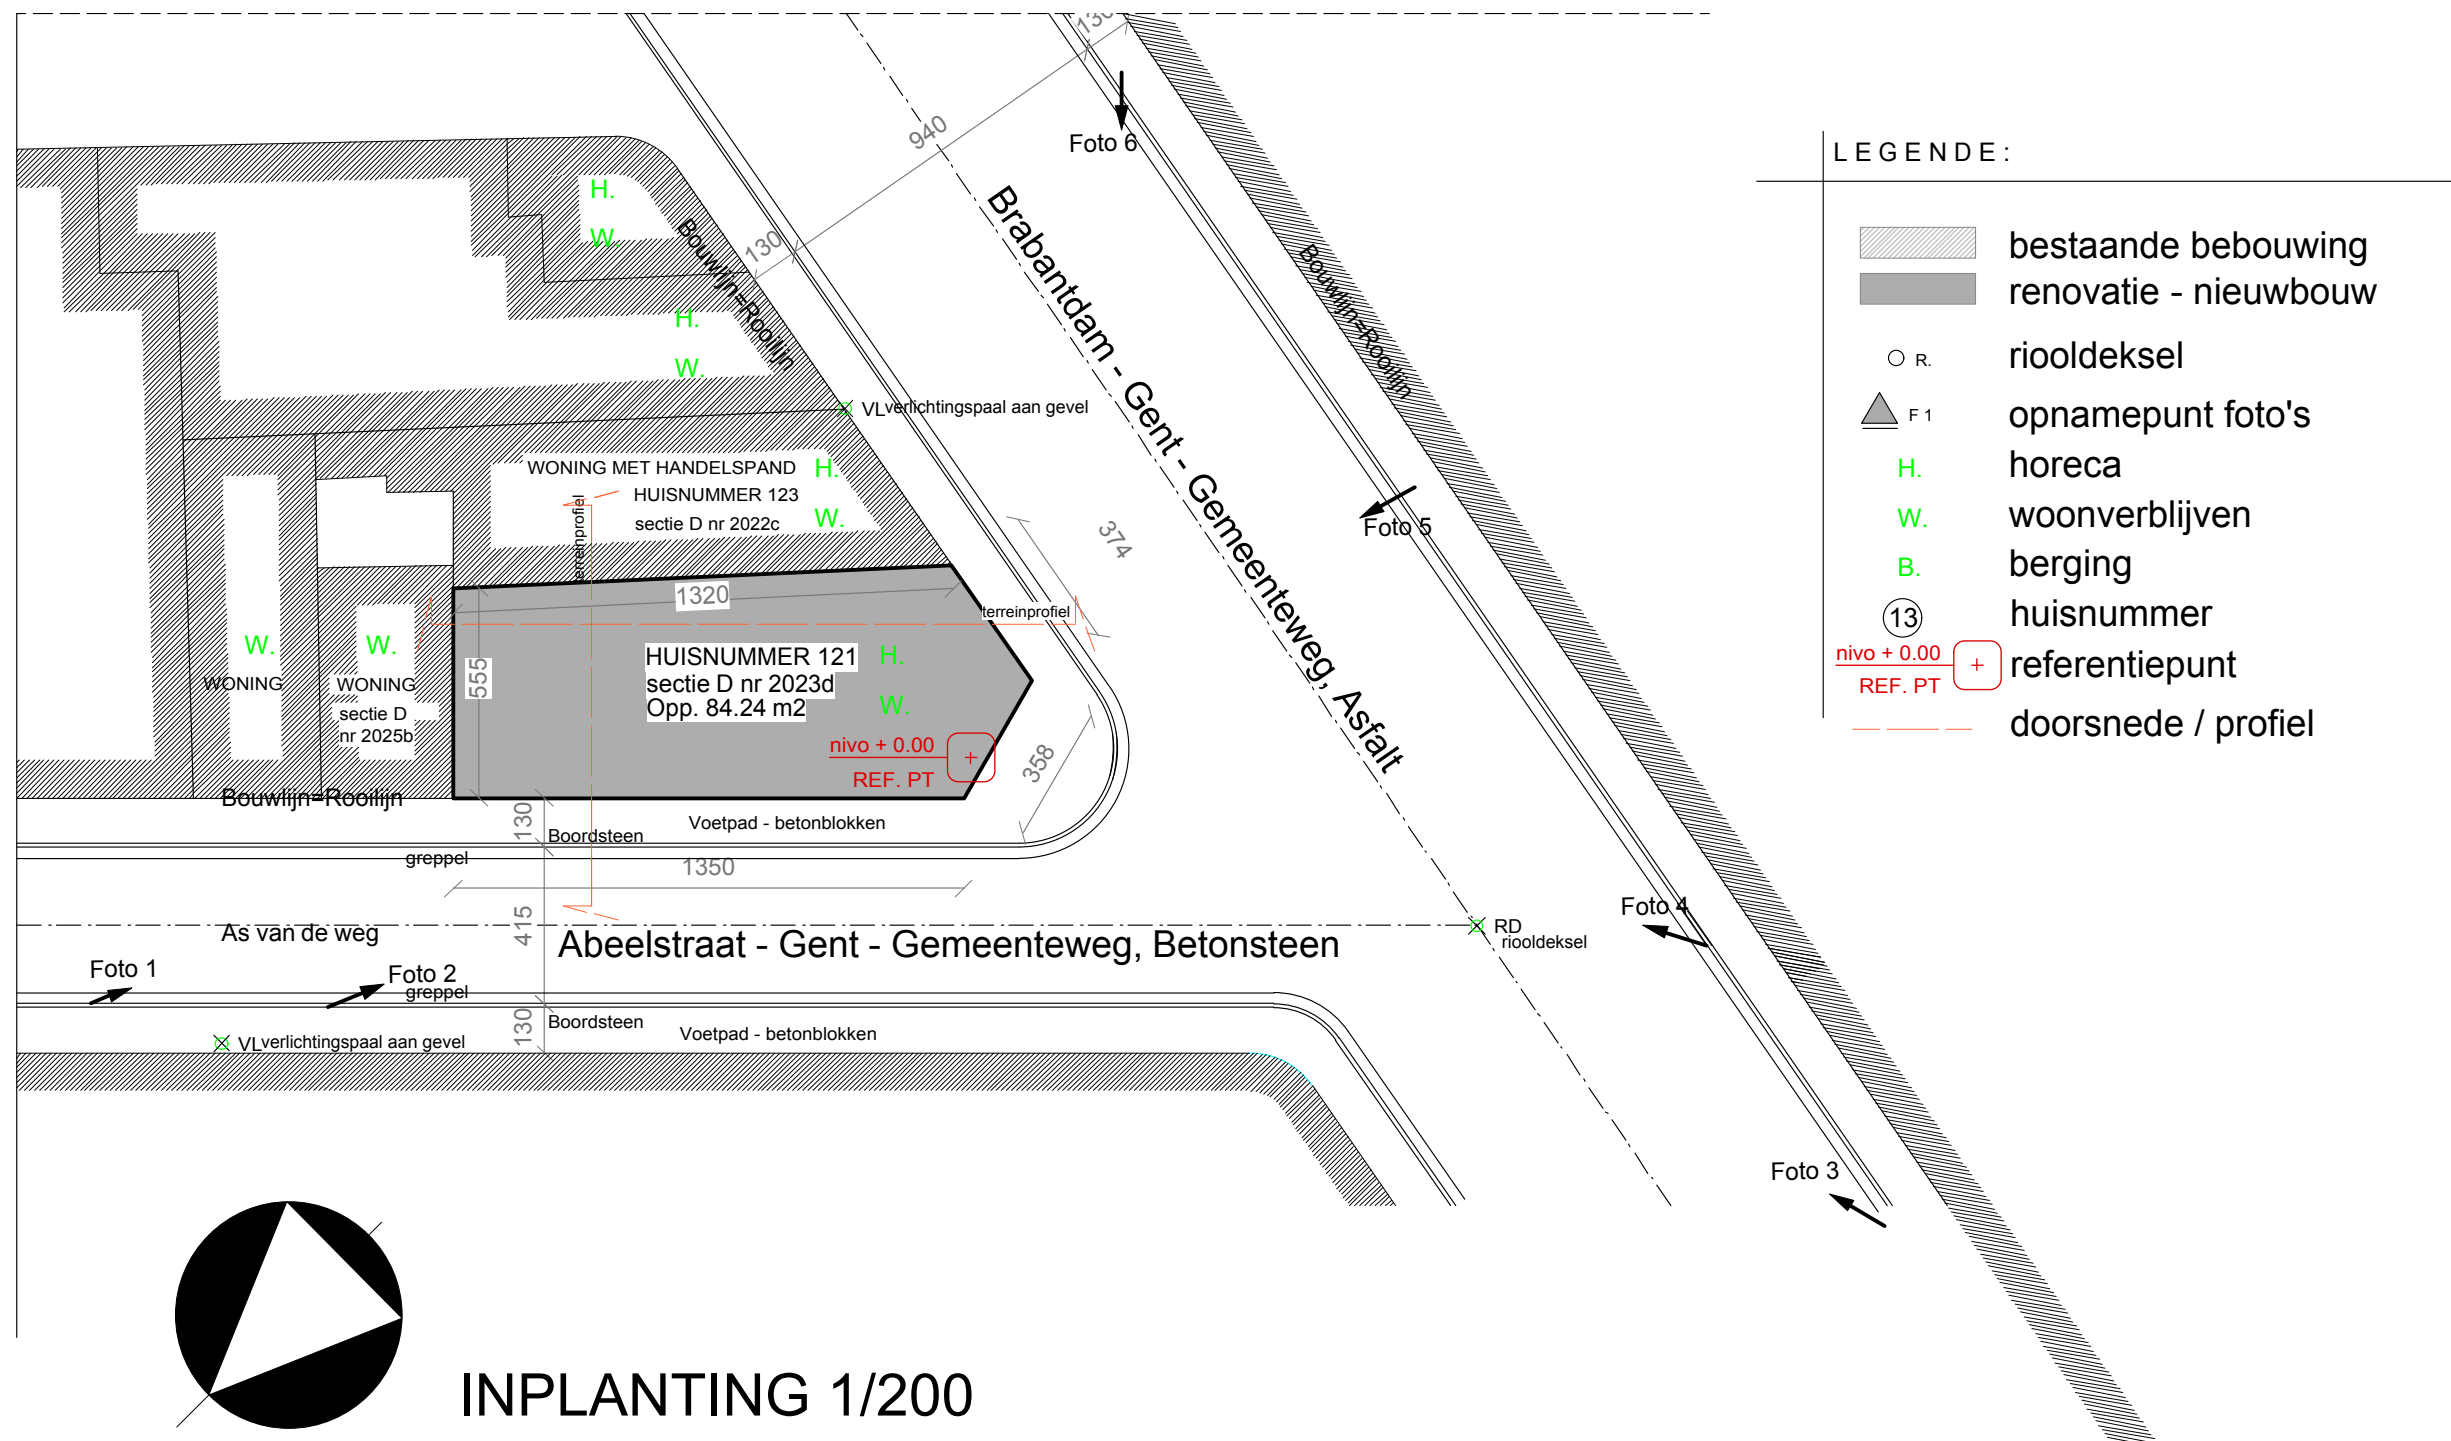 130
940
Foto 6
LEGENDE:
H.
W.
130
Bouwlijn=Rooilijn
Brabantdam - Gent - Gemeenteweg, Asfalt
Bouwlijn=Rooilijn
bestaande bebouwing
renovatie - nieuwbouw
R.
riooldeksel
F 1
opnamepunt foto's
H.
horeca
W.
woonverblijven
B.
berging
13
huisnummer
nivo + 0.00
REF. PT
referentiepunt
doorsnede / profiel
H.
W.
VL verlichtingspaal aan gevel
WONING MET HANDELSPAND
HUISNUMMER 123
sectie D nr 2022c
H.
W.
terreinprofiel
374
Foto 5
1320
terreinprofiel
555
HUISNUMMER 121
sectie D nr 2023d
Opp. 84.24 m2
H.
W.
nivo + 0.00
REF. PT
358
W.
WONING
W.
WONING
sectie D
nr 2025b
Bouwlijn=Rooilijn
130
Boordsteen
Voetpad - betonblokken
greppel
1350
415
As van de weg
Abeelstraat - Gent - Gemeenteweg, Betonsteen
Foto 4
RD
riooldeksel
Foto 1
Foto 2
greppel
130
Boordsteen
Voetpad - betonblokken
VL verlichtingspaal aan gevel
Foto 3
INPLANTING 1/200